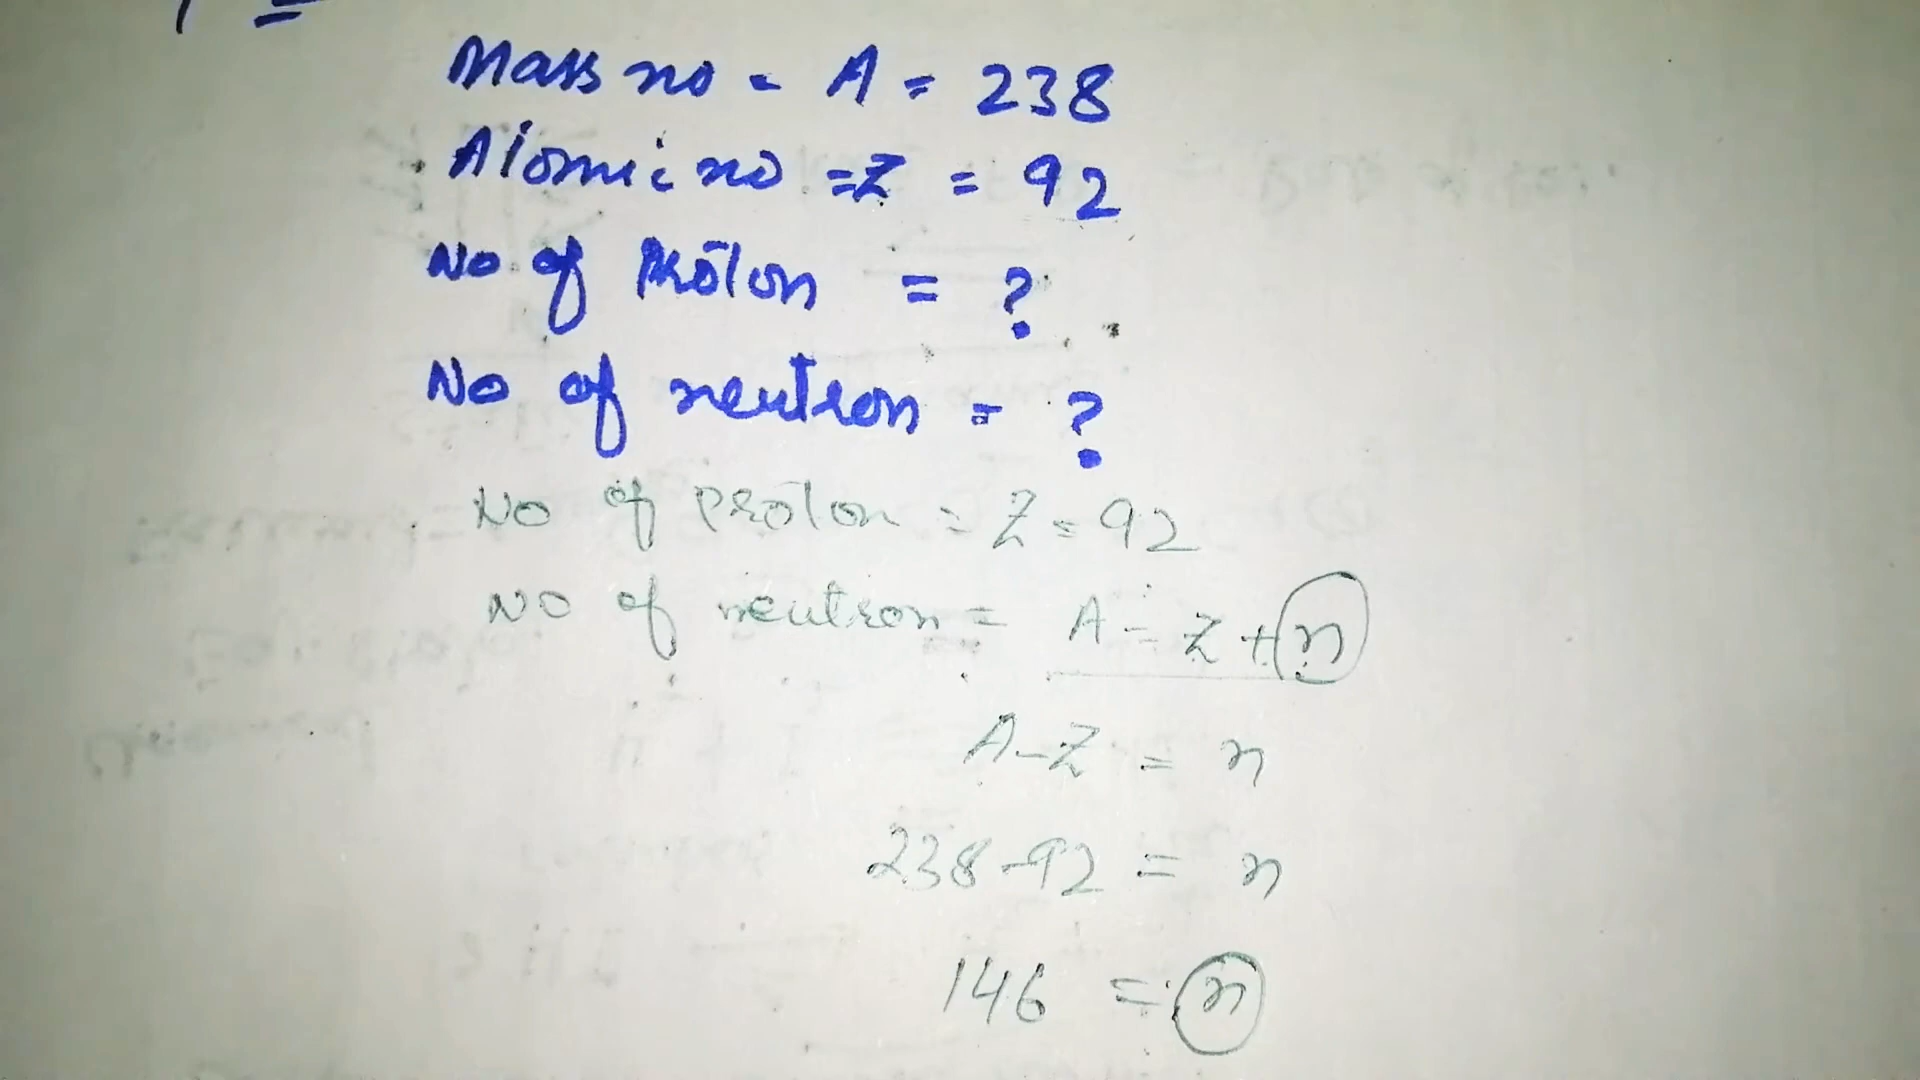 Mass no - A = 238
Atomic no = Z = 92
No. of Proton = ?
No of neutron = ?
No of proton = Z = 92
No of neutron = A = Z + n
A - Z = n
238 - 92 = n
146 = n